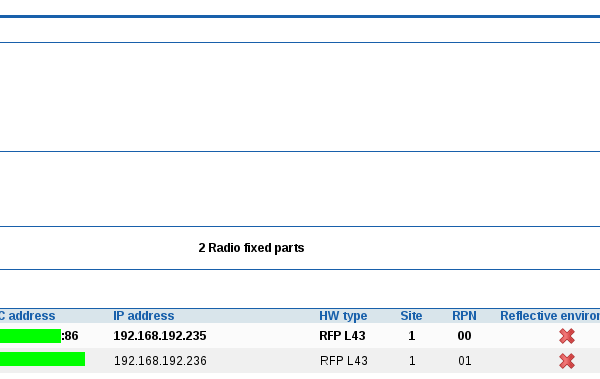 2 Radio fixed parts
C address IP address HW type Site RPN Reflective environ
:86 192.168.192.235 RFP L43 1 00
192.168.192.236 RFP L43 1 01